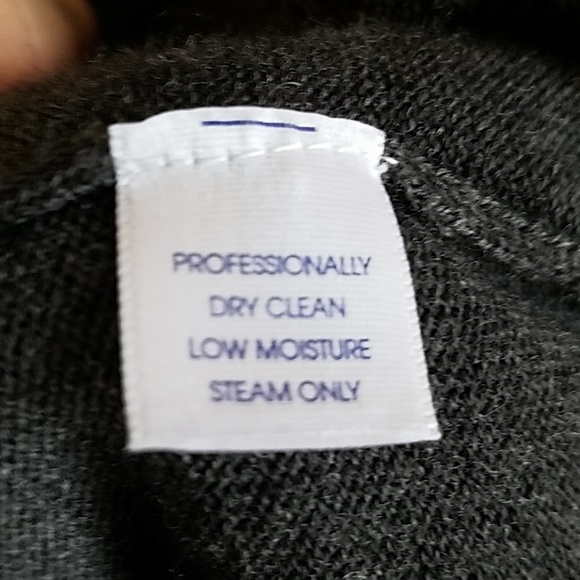 PROFESSIONALLY
DRY CLEAN
LOW MOISTURE
STEAM ONLY